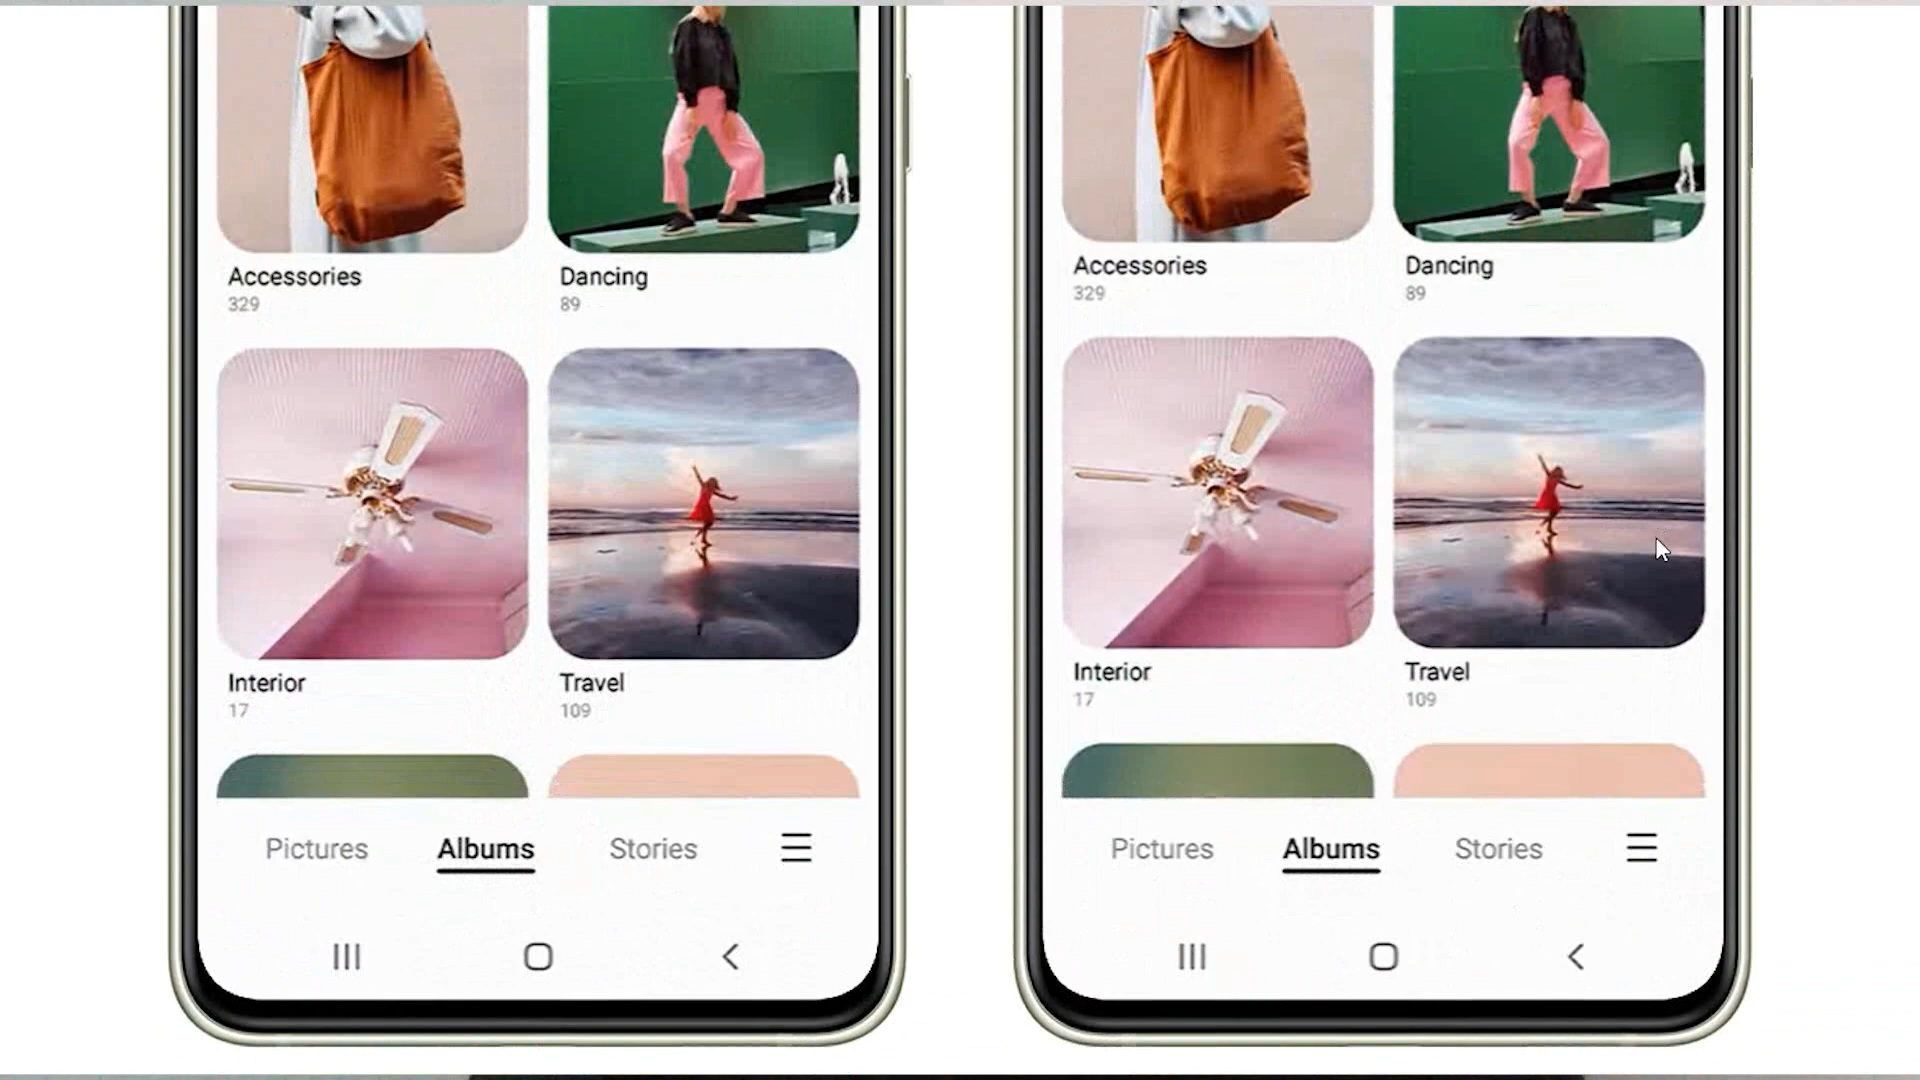 Accessories
329
Dancing
89
Interior
17
Travel
109
Pictures Albums Stories
Accessories
329
Dancing
89
Interior
17
Travel
109
Pictures Albums Stories